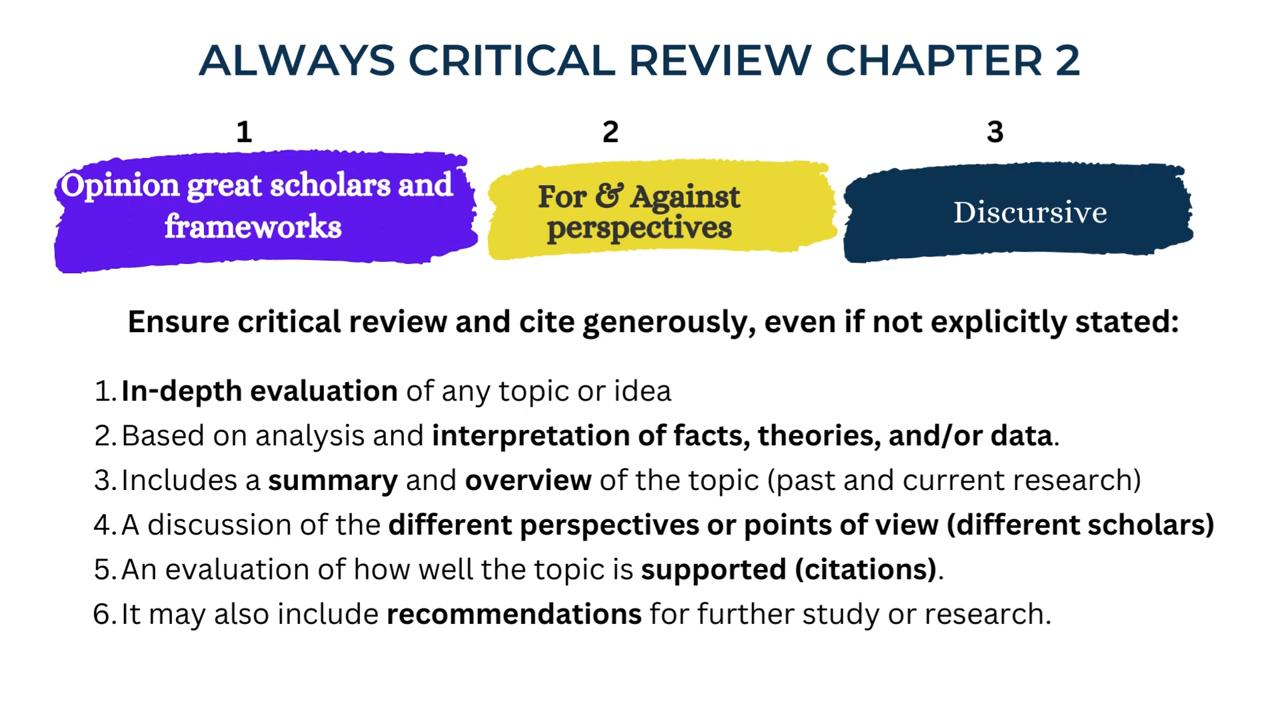 ALWAYS CRITICAL REVIEW CHAPTER 2
1
2
3
Opinion great scholars and
frameworks
For & Against
perspectives
Discursive
Ensure critical review and cite generously, even if not explicitly stated:
1. In-depth evaluation of any topic or idea
2. Based on analysis and interpretation of facts, theories, and/or data.
3. Includes a summary and overview of the topic (past and current research)
4. A discussion of the different perspectives or points of view (different scholars)
5. An evaluation of how well the topic is supported (citations).
6. It may also include recommendations for further study or research.